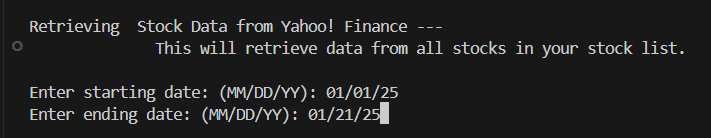 Retrieving  Stock Data from Yahoo! Finance ---
This will retrieve data from all stocks in your stock list.
Enter starting date: (MM/DD/YY): 01/01/25
Enter ending date: (MM/DD/YY): 01/21/25